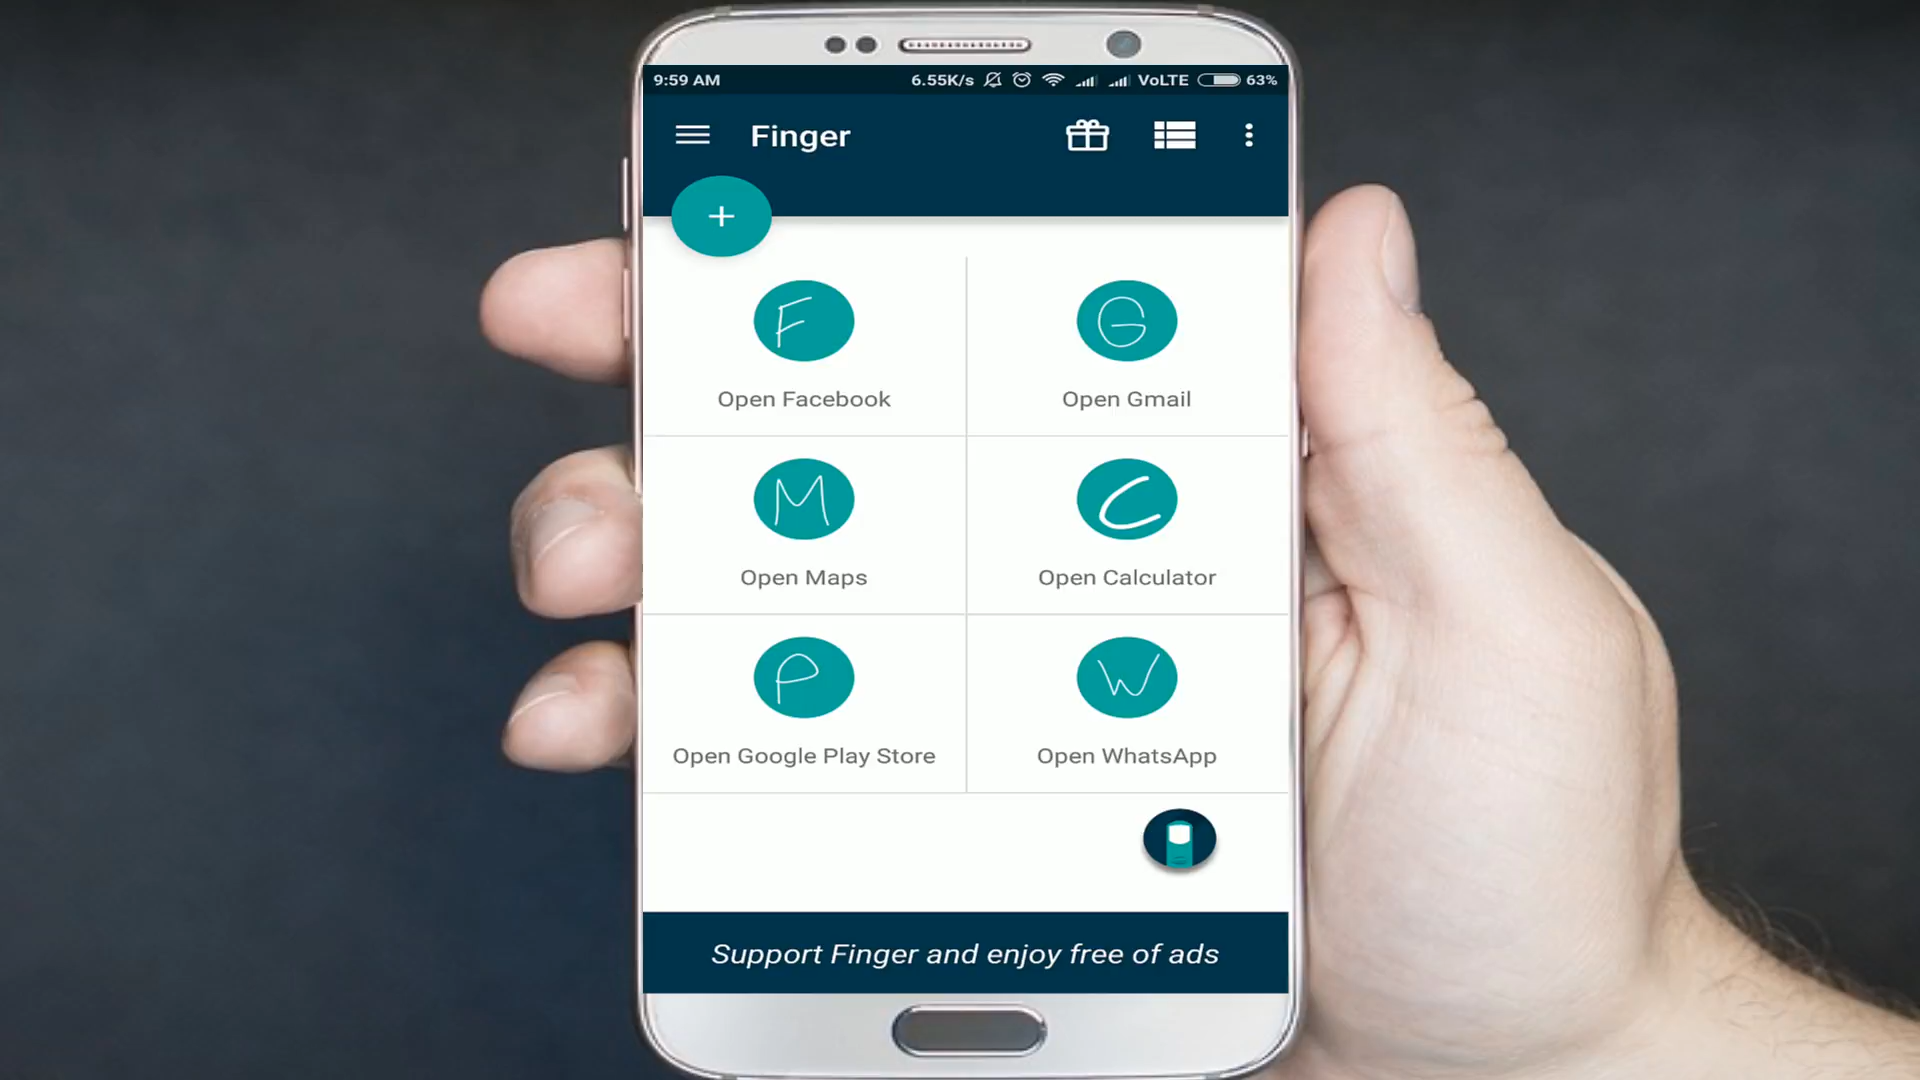 9:59 AM 6.55K/s VoLTE 63%
Finger
+
F G
Open Facebook Open Gmail
M C
Open Maps Open Calculator
P W
Open Google Play Store Open WhatsApp
Support Finger and enjoy free of ads